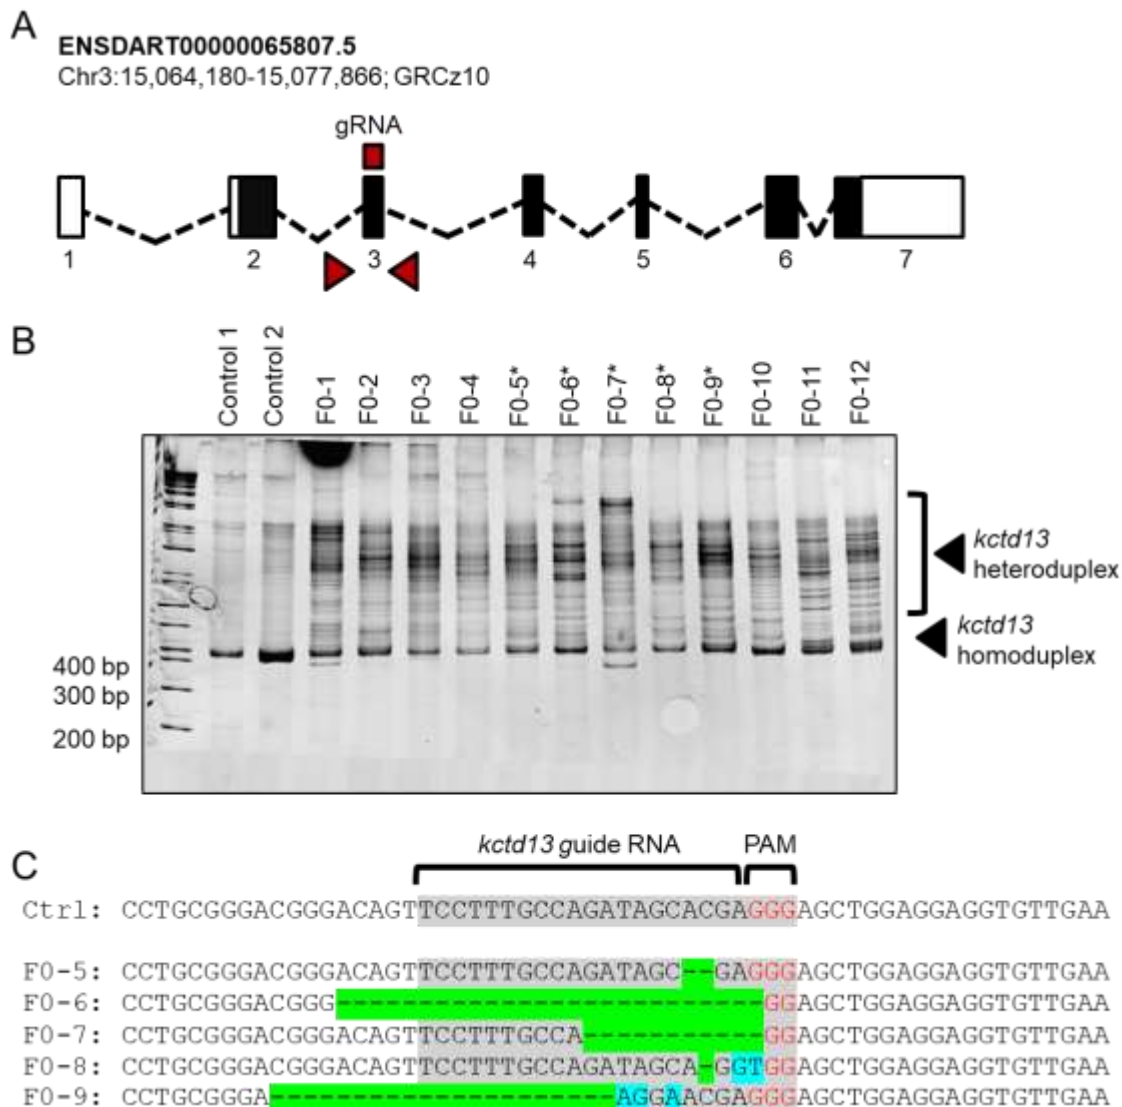 A
ENSDART00000065807.5
Chr3:15,064,180-15,077,866; GRCz10
gRNA
1 2 3 4 5 6 7
B
Control 1 Control 2 F0-1 F0-2 F0-3 F0-4 F0-5* F0-6* F0-7* F0-8* F0-9* F0-10 F0-11 F0-12
kctd13
heteroduplex
kctd13
homoduplex
400 bp
300 bp
200 bp
kctd13 guide RNA PAM
C
Ctrl: CCTGCGGGACGGGACAGTTCCTTTGCCAGATAGCACGAGGGAGCTGGAGGAGGTGTTGAA
F0-5: CCTGCGGGACGGGACAGTTCCTTTGCCAGATAGC--GAGGGAGCTGGAGGAGGTGTTGAA
F0-6: CCTGCGGGACGGG--------------------------GGAGCTGGAGGAGGTGTTGAA
F0-7: CCTGCGGGACGGGACAGTTCCTTTGCCA-----------GGAGCTGGAGGAGGTGTTGAA
F0-8: CCTGCGGGACGGGACAGTTCCTTTGCCAGATAGCA-GGTGGAGCTGGAGGAGGTGTTGAA
F0-9: CCTGCGGGA---------------------AGGAACGAGGGAGCTGGAGGAGGTGTTGAA